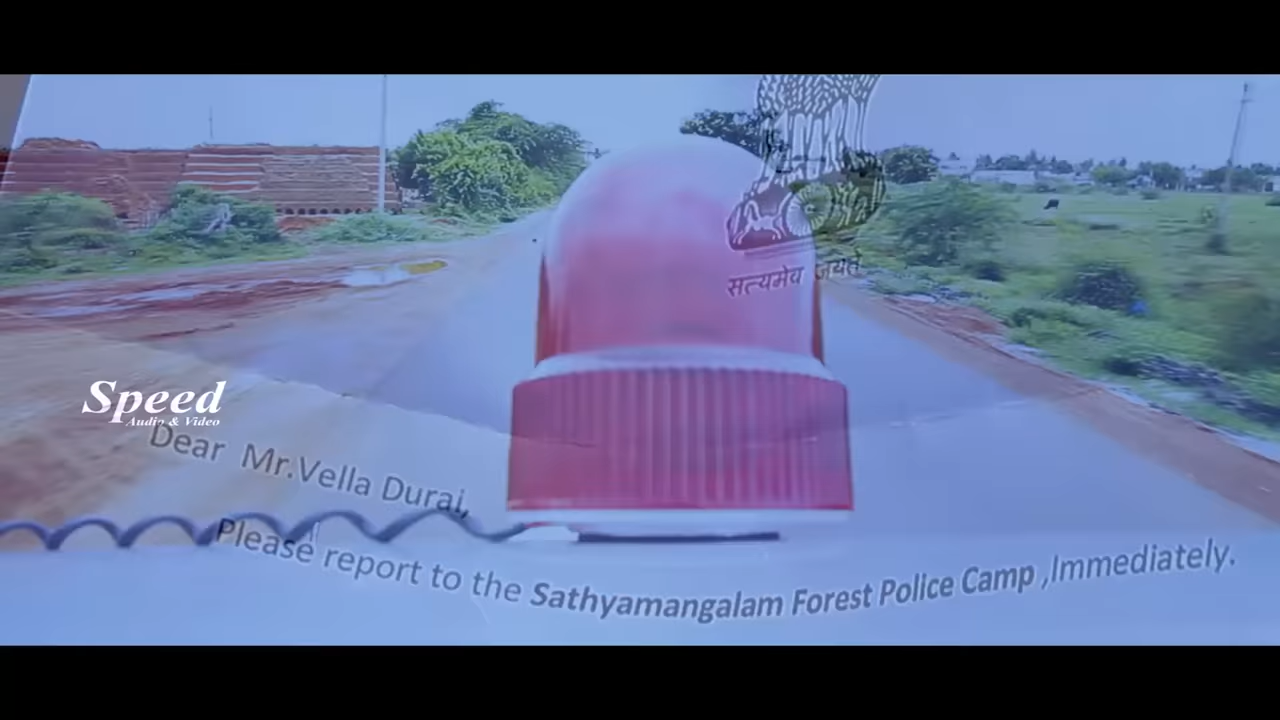 सत्यमेव जयते
Speed
Audio & Video
Dear Mr.Vella Durai,
Please report to the Sathyamangalam Forest Police Camp ,Immediately.